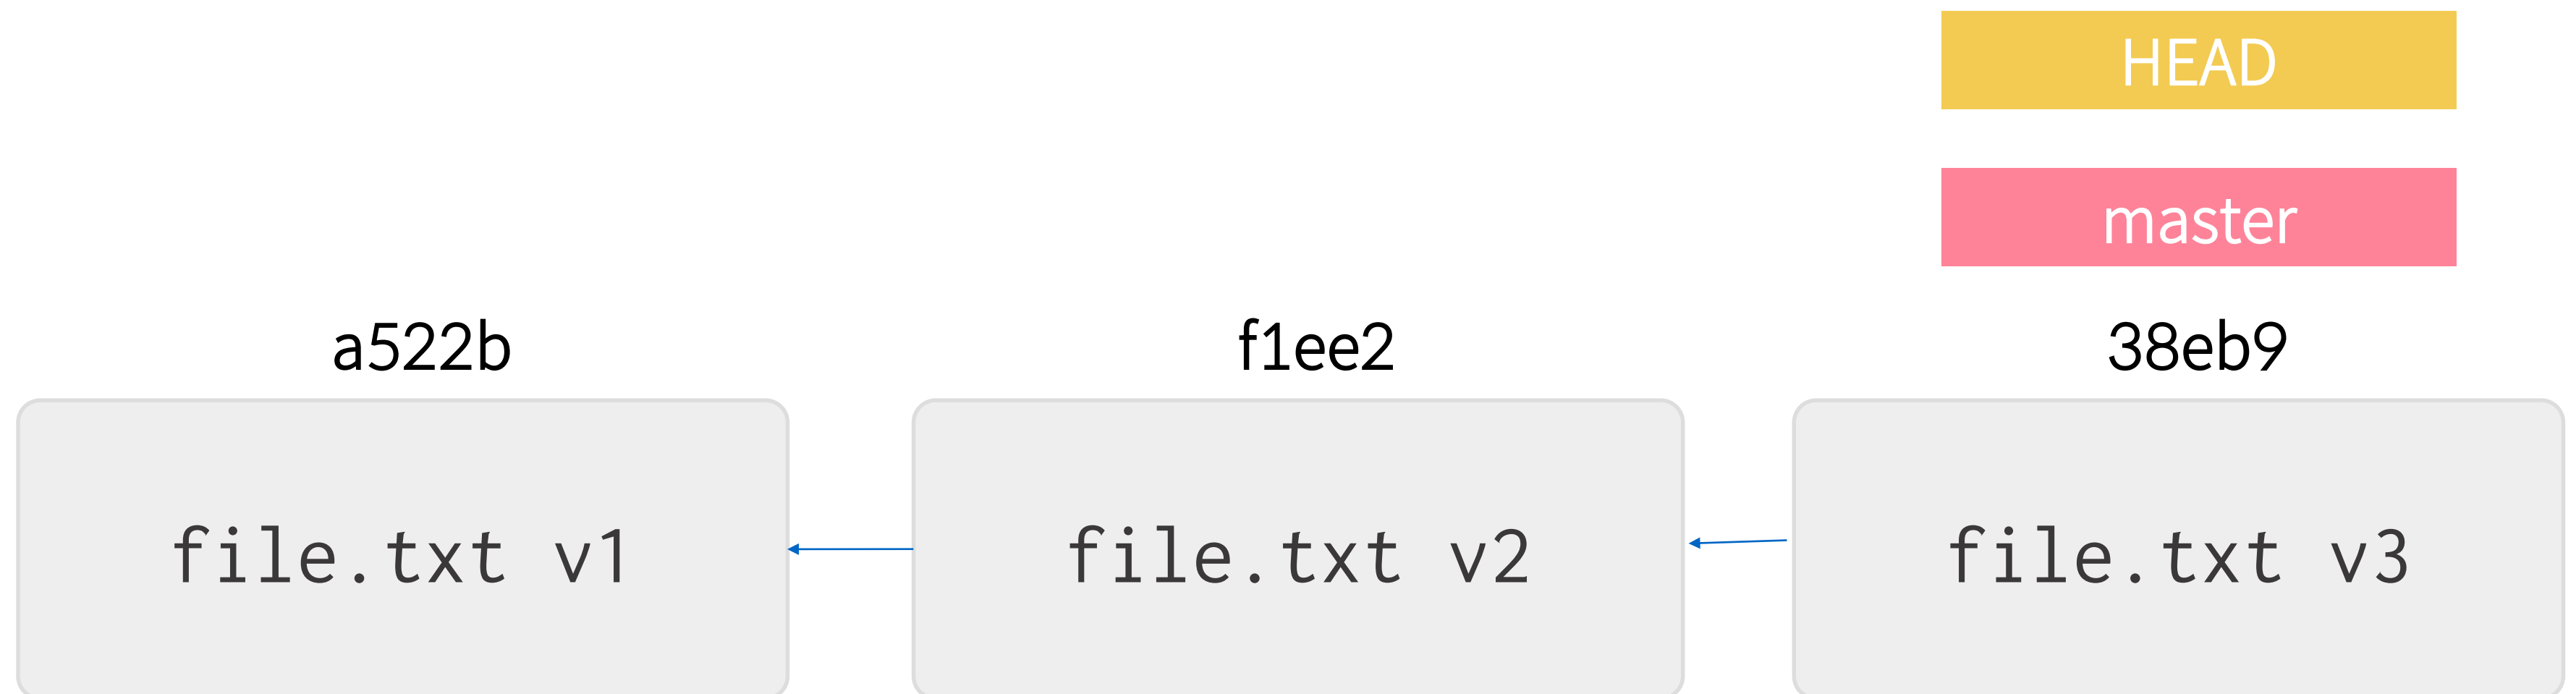 HEAD
master
a522b
f1ee2
38eb9
file.txt v1
file.txt v2
file.txt v3